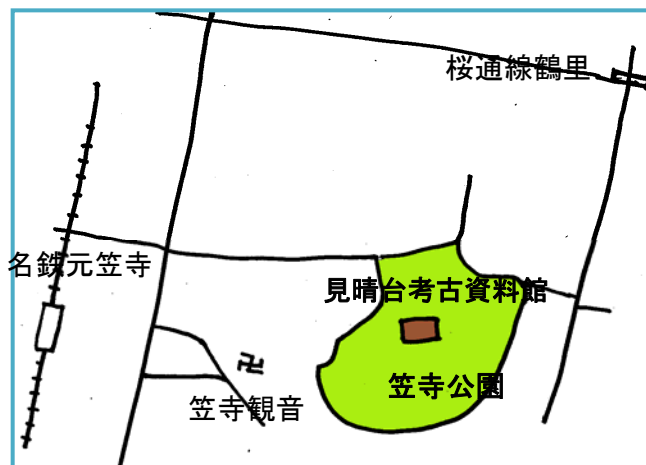 桜通線鶴里
名鉄元笠寺
見晴台考古資料館
卍
笠寺公園
笠寺観音